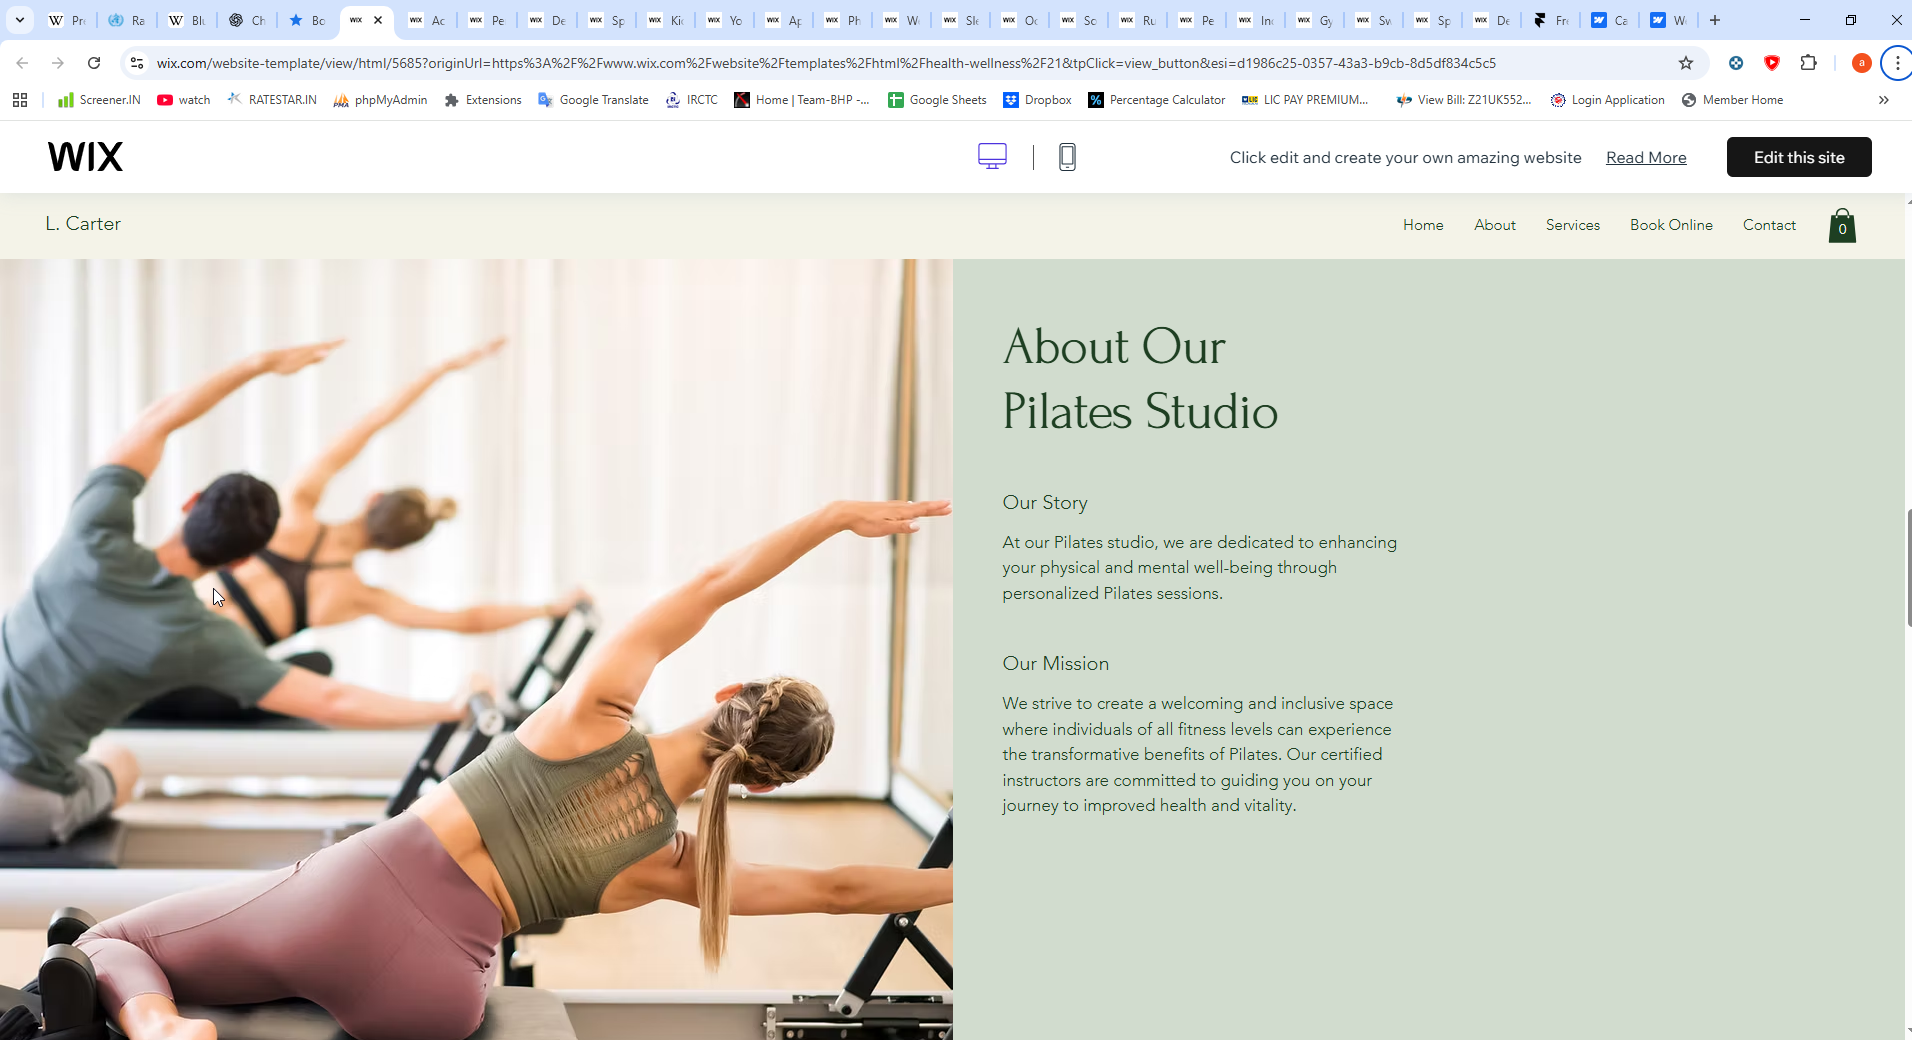 Pr
Ra
Blu
Ch
Bo
Ac
Pe
De
Sp
Kic
Yo
Ap
Ph
We
Sle
Oc
So
Ru
Pe
Inc
Gy
Sw
Sp
De
Fr
Ca
W
wix.com/website-template/view/html/5685?originUrl=https%3A%2F%2Fwww.wix.com%2Fwebsite%2Ftemplates%2Fhtml%2Fhealth-wellness%2F21&tpClick=view_button&esi=d1986c25-0357-43a3-b9cb-8d5df834c5c5
a
Screener.IN watch RATESTAR.IN phpMyAdmin Extensions Google Translate IRCTC Home | Team-BHP -... Google Sheets Dropbox Percentage Calculator LIC PAY PREMIUM... View Bill: Z21UK552... Login Application Member Home
WIX Click edit and create your own amazing website Read More Edit this site
L. Carter Home About Services Book Online Contact 0
About Our
Pilates Studio
Our Story
At our Pilates studio, we are dedicated to enhancing
your physical and mental well-being through
personalized Pilates sessions.
Our Mission
We strive to create a welcoming and inclusive space
where individuals of all fitness levels can experience
the transformative benefits of Pilates. Our certified
instructors are committed to guiding you on your
journey to improved health and vitality.